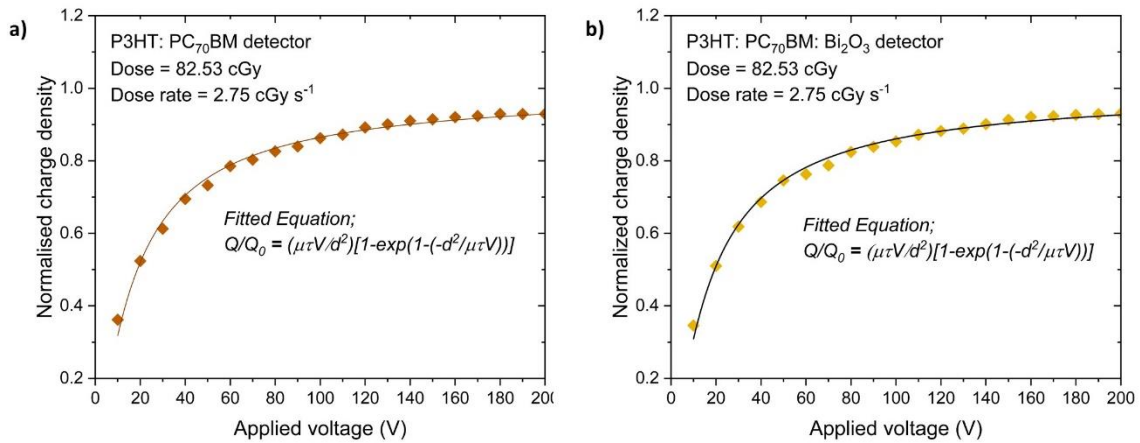 a)
P3HT: PC₇₀BM detector
Dose = 82.53 cGy
Dose rate = 2.75 cGy s⁻¹
Fitted Equation;
Q/Q₀ = (μτV/d²)[1-exp(1-(-d²/μτV))]
Normalised charge density
1.2
1.0
0.8
0.6
0.4
0.2
0 20 40 60 80 100 120 140 160 180 200
Applied voltage (V)
b)
P3HT: PC₇₀BM: Bi₂O₃ detector
Dose = 82.53 cGy
Dose rate = 2.75 cGy s⁻¹
Fitted Equation;
Q/Q₀ = (μτV/d²)[1-exp(1-(-d²/μτV))]
Normalized charge density
1.2
1.0
0.8
0.6
0.4
0.2
0 20 40 60 80 100 120 140 160 180 200
Applied voltage (V)